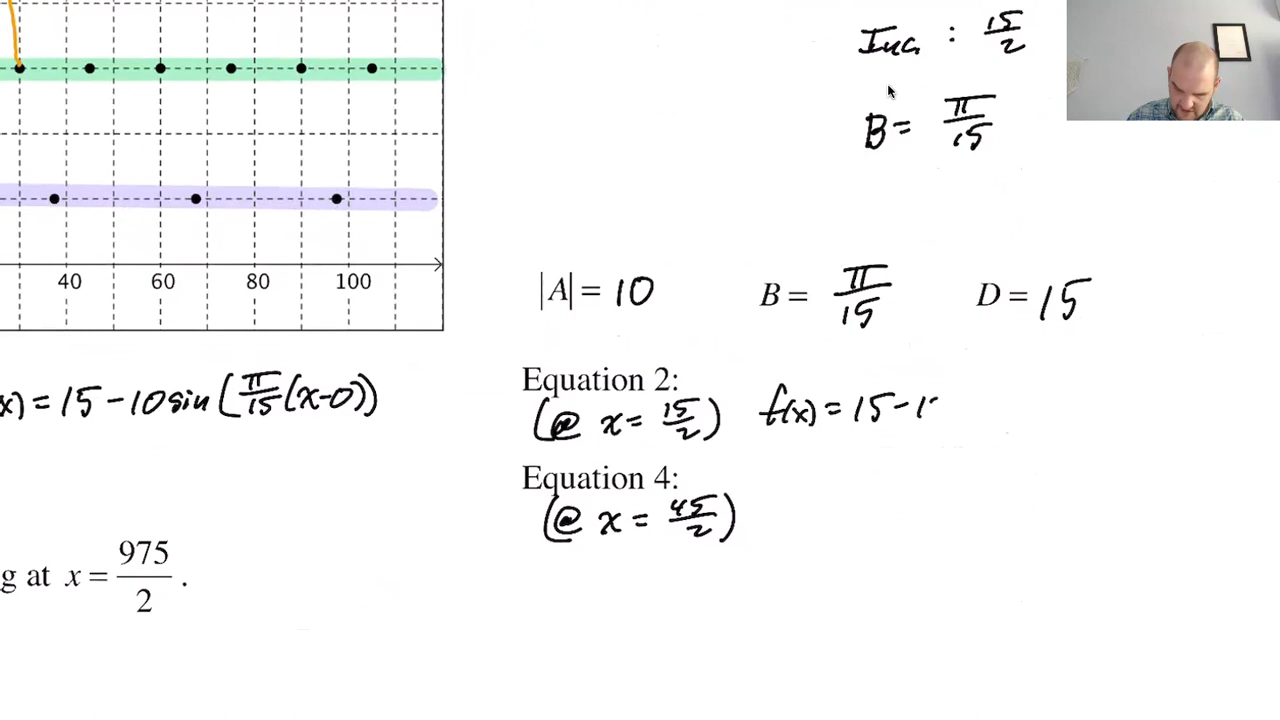 Inc. : 15/2
B = π/15
40 60 80 100
|A| = 10 B = π/15 D = 15
x) = 15 - 10 sin(π/15(x-0))
Equation 2:
(@ x = 15/2) f(x) = 15 - 1
Equation 4:
(@ x = 45/2)
g at x = 975/2 .